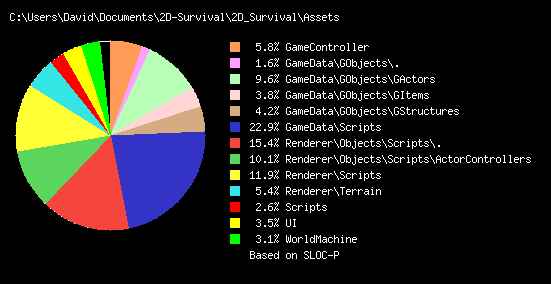 C:\Users\David\Documents\2D-Survival\2D_Survival\Assets
5.8% GameController
1.6% GameData\GObjects\.
9.6% GameData\GObjects\GActors
3.8% GameData\GObjects\GItems
4.2% GameData\GObjects\GStructures
22.9% GameData\Scripts
15.4% Renderer\Objects\Scripts\.
10.1% Renderer\Objects\Scripts\ActorControllers
11.9% Renderer\Scripts
5.4% Renderer\Terrain
2.6% Scripts
3.5% UI
3.1% WorldMachine
Based on SLOC-P